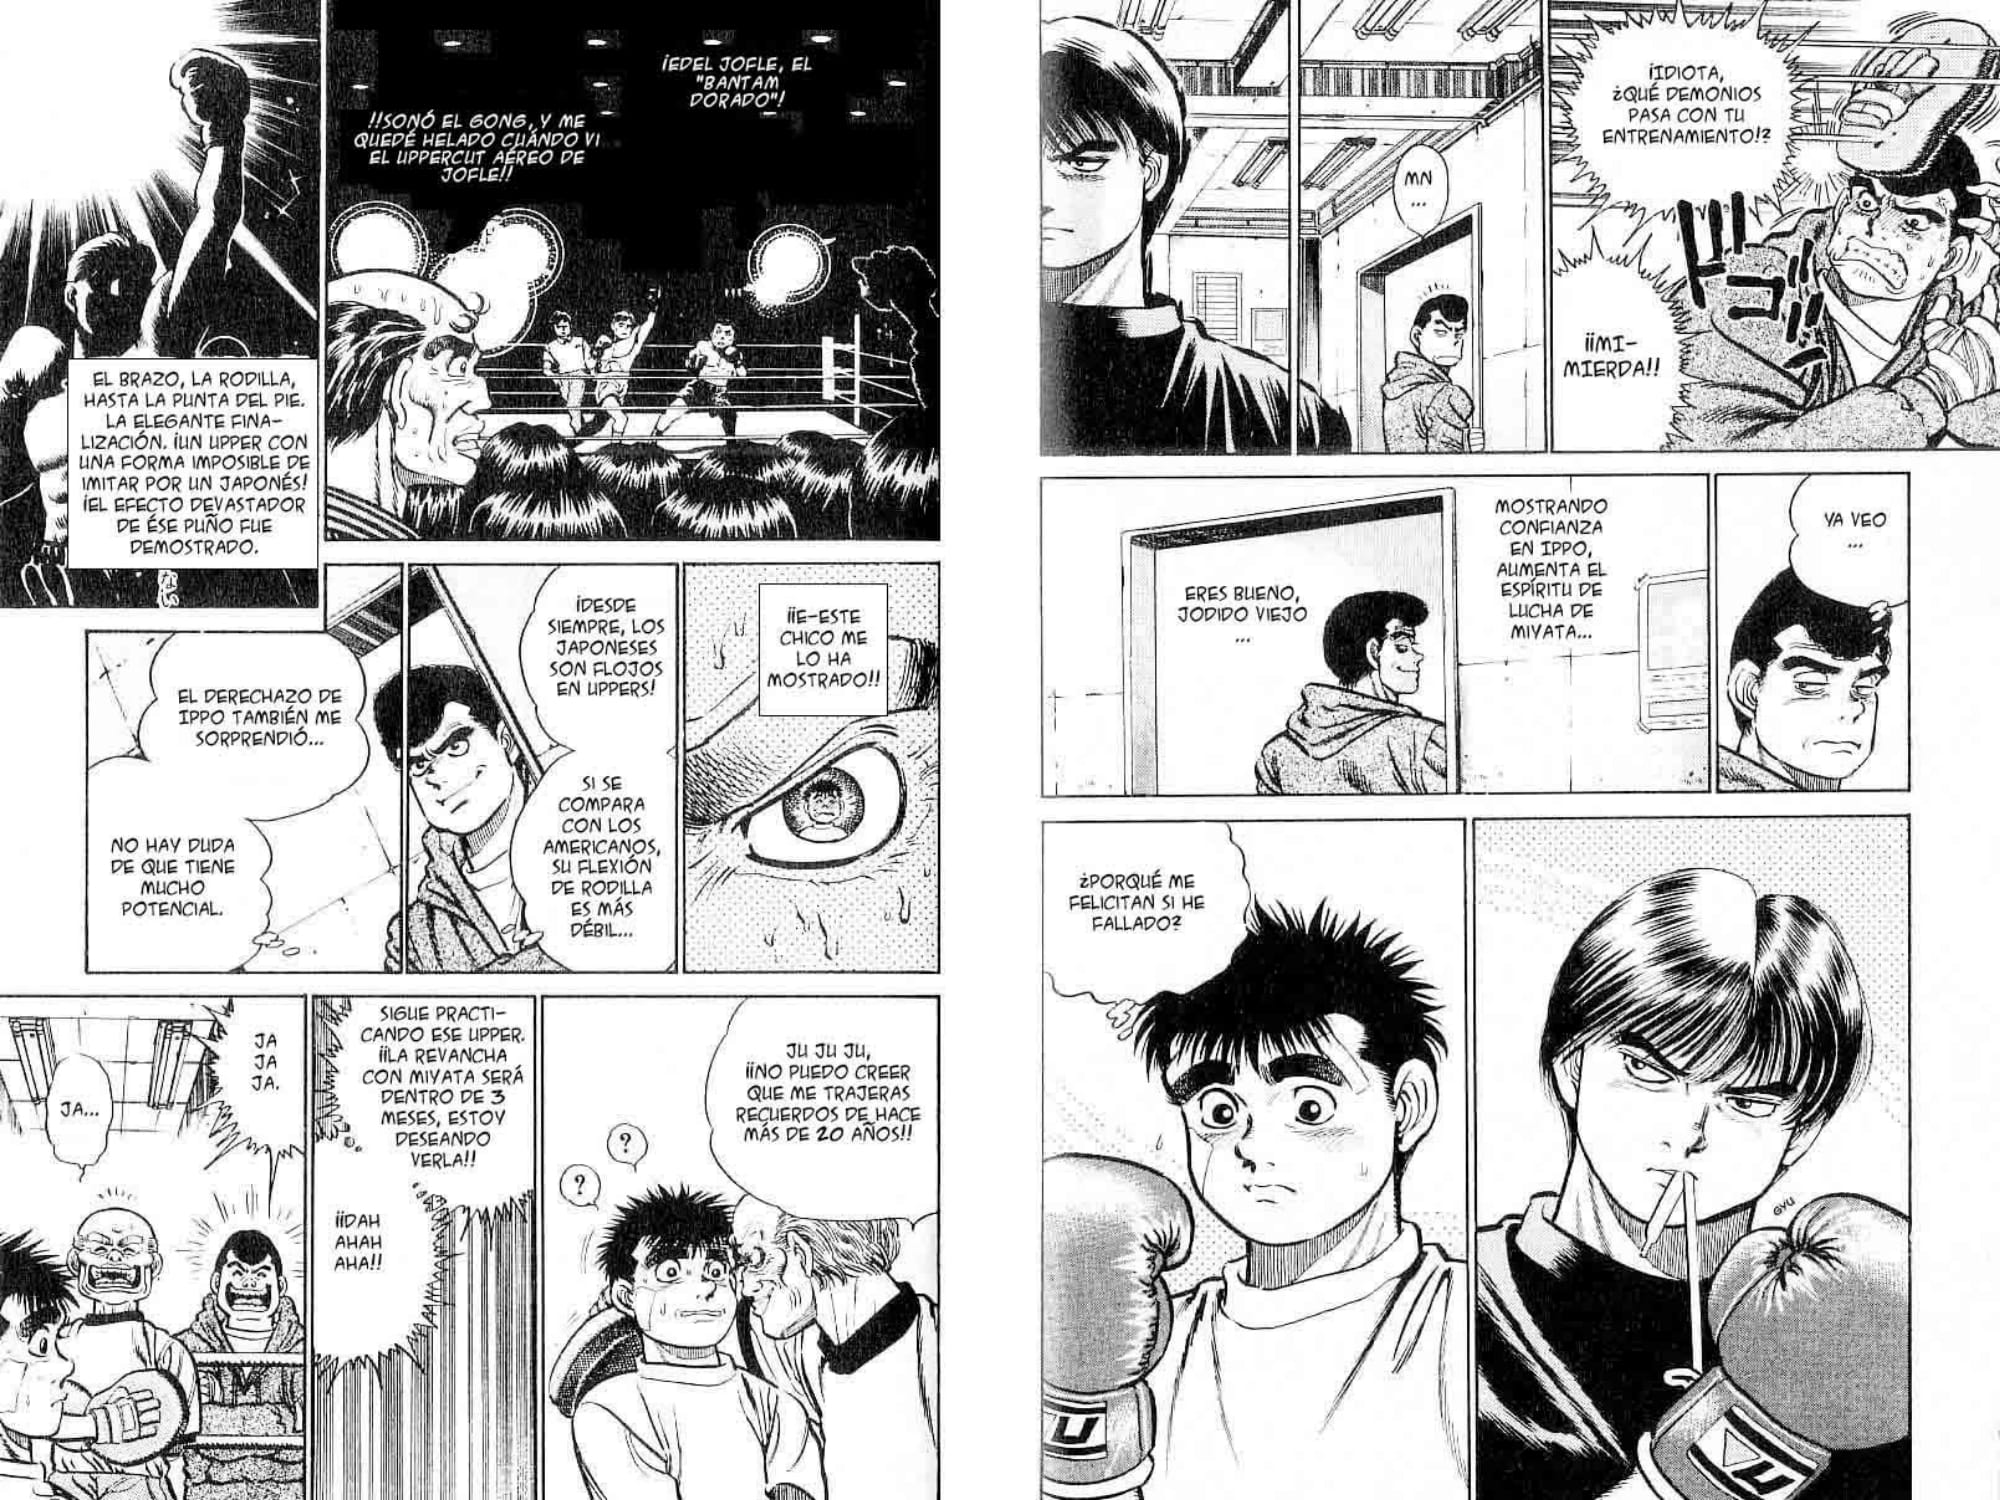 ¡EDEL JOFLE, EL
"BANTAM
DORADO"!
!!SONÓ EL GONG, Y ME
QUEDÉ HELADO CUÁNDO VI
EL UPPERCUT AÉREO DE
JOFLE!!
EL BRAZO, LA RODILLA,
HASTA LA PUNTA DEL PIE.
LA ELEGANTE FINA-
LIZACIÓN. ¡UN UPPER CON
UNA FORMA IMPOSIBLE DE
IMITAR POR UN JAPONÉS!
¡EL EFECTO DEVASTADOR
DE ÉSE PUÑO FUE
DEMOSTRADO.
¡¡E-ESTE
CHICO ME
LO HA
MOSTRADO!!
¡DESDE
SIEMPRE, LOS
JAPONESES
SON FLOJOS
EN UPPERS!
SI SE
COMPARA
CON LOS
AMERICANOS,
SU FLEXIÓN
DE RODILLA
ES MÁS
DÉBIL...
EL DERECHAZO DE
IPPO TAMBIÉN ME
SORPRENDIÓ...
NO HAY DUDA
DE QUE TIENE
MUCHO
POTENCIAL.
JU JU JU,
¡¡NO PUEDO CREER
QUE ME TRAJERAS
RECUERDOS DE HACE
MÁS DE 20 AÑOS!!
?
?
SIGUE PRACTI-
CANDO ESE UPPER.
¡¡LA REVANCHA
CON MIYATA SERÁ
DENTRO DE 3
MESES, ESTOY
DESEANDO
VERLA!!
¡¡DAH
AHAH
AHA!!
JA
JA
JA.
JA...
M
¡IDIOTA,
¿QUÉ DEMONIOS
PASA CON TU
ENTRENAMIENTO!?
ドコッ
¡¡MI-
MIERDA!!
MN
...
YA VEO
...
MOSTRANDO
CONFIANZA
EN IPPO,
AUMENTA EL
ESPÍRITU DE
LUCHA DE
MIYATA...
ERES BUENO,
JODIDO VIEJO
...
GYU
¿PORQUÉ ME
FELICITAN SI HE
FALLADO?